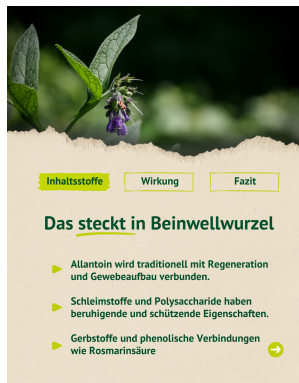 Inhaltsstoffe
Wirkung
Fazit
Das steckt in Beinwellwurzel
Allantoin wird traditionell mit Regeneration
und Gewebeaufbau verbunden.
Schleimstoffe und Polysaccharide haben
beruhigende und schützende Eigenschaften.
Gerbstoffe und phenolische Verbindungen
wie Rosmarinsäure